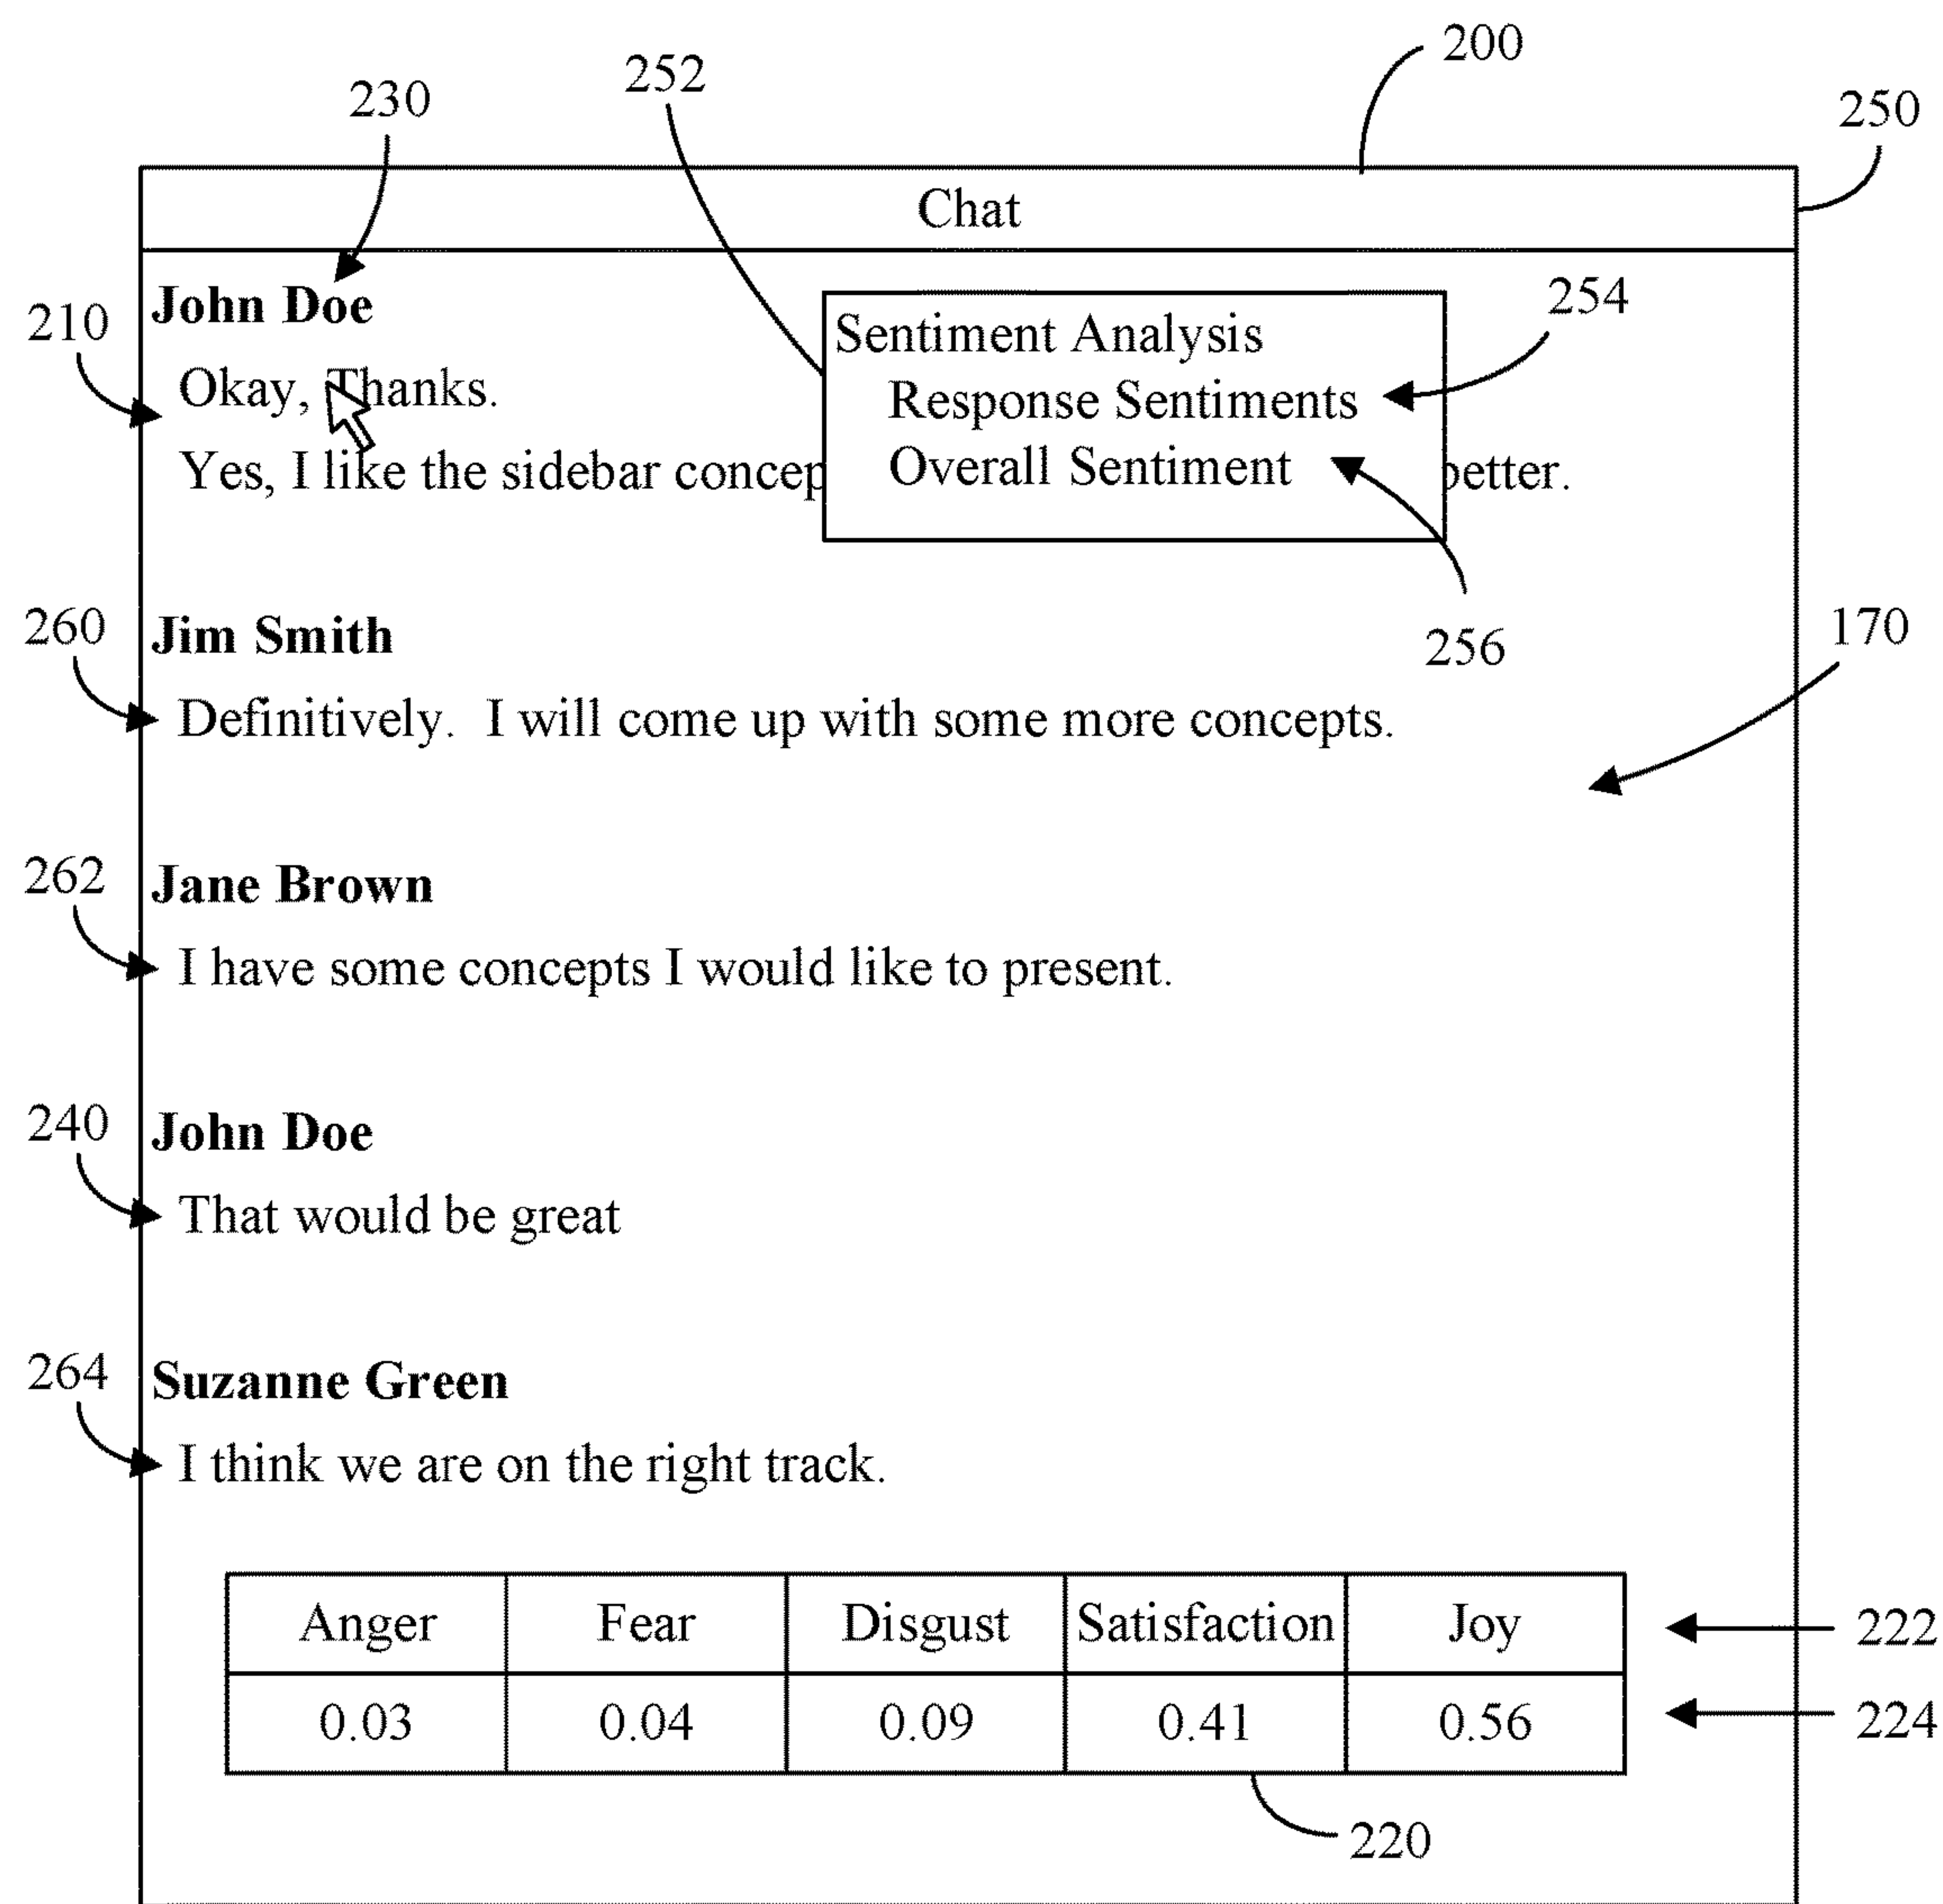 200
252
230
250
Chat
John Doe
210
Okay, Thanks.
Yes, I like the sidebar concep better.
Sentiment Analysis
Response Sentiments
Overall Sentiment
254
256
260
Jim Smith
Definitively. I will come up with some more concepts.
170
262
Jane Brown
I have some concepts I would like to present.
240
John Doe
That would be great
264
Suzanne Green
I think we are on the right track.
Anger Fear Disgust Satisfaction Joy
222
0.03 0.04 0.09 0.41 0.56
224
220